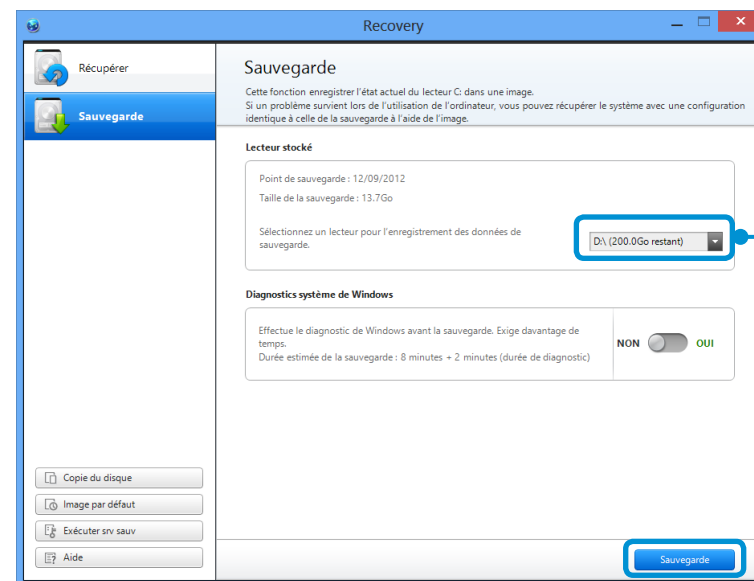 Recovery
Récupérer
Sauvegarde
Sauvegarde
Cette fonction enregistrer l'état actuel du lecteur C: dans une image.
Si un problème survient lors de l'utilisation de l'ordinateur, vous pouvez récupérer le système avec une configuration
identique à celle de la sauvegarde à l'aide de l'image.
Lecteur stocké
Point de sauvegarde : 12/09/2012
Taille de la sauvegarde : 13.7Go
Sélectionnez un lecteur pour l'enregistrement des données de
sauvegarde.
D:\ (200.0Go restant)
Diagnostics système de Windows
Effectue le diagnostic de Windows avant la sauvegarde. Exige davantage de
temps.
Durée estimée de la sauvegarde : 8 minutes + 2 minutes (durée de diagnostic)
NON OUI
Copie du disque
Image par défaut
Exécuter srv sauv
Aide
Sauvegarde